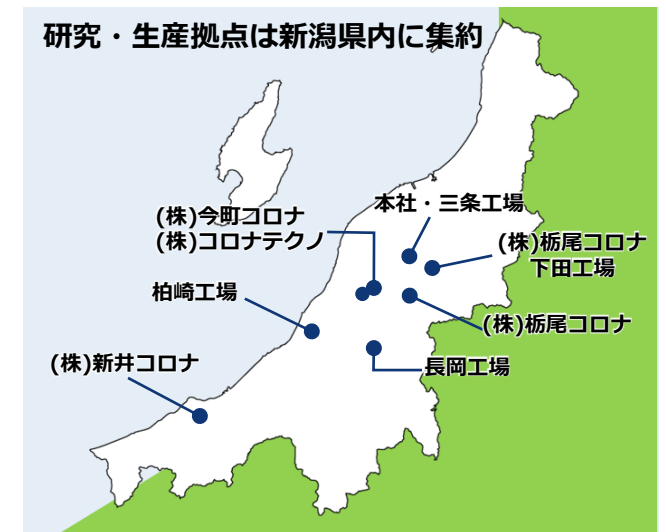 研究・生産拠点は新潟県内に集約
本社・三条工場
(株)今町コロナ
(株)コロナテクノ
(株)栃尾コロナ
下田工場
柏崎工場
(株)栃尾コロナ
(株)新井コロナ
長岡工場